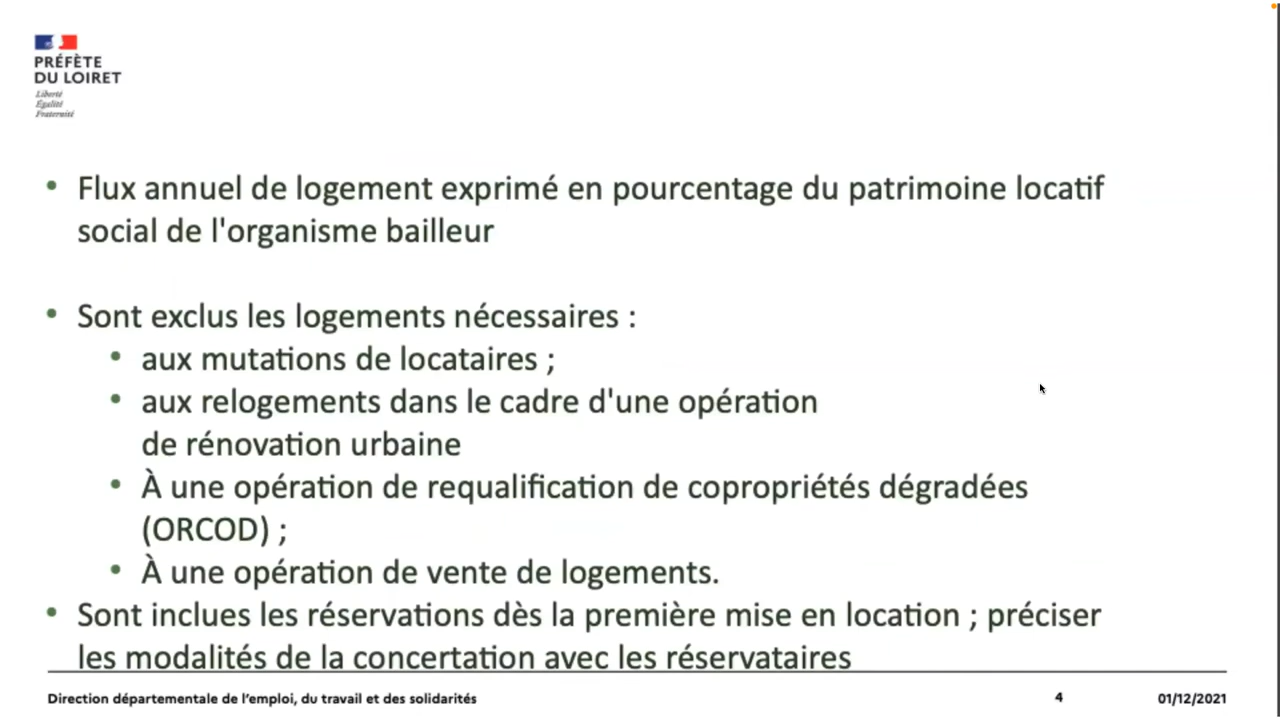 PRÉFÈTE
DU LOIRET
Liberté
Égalité
Fraternité
• Flux annuel de logement exprimé en pourcentage du patrimoine locatif
social de l'organisme bailleur
• Sont exclus les logements nécessaires :
• aux mutations de locataires ;
• aux relogements dans le cadre d'une opération
de rénovation urbaine
• À une opération de requalification de copropriétés dégradées
(ORCOD) ;
• À une opération de vente de logements.
• Sont inclues les réservations dès la première mise en location ; préciser
les modalités de la concertation avec les réservataires
Direction départementale de l’emploi, du travail et des solidarités 4 01/12/2021